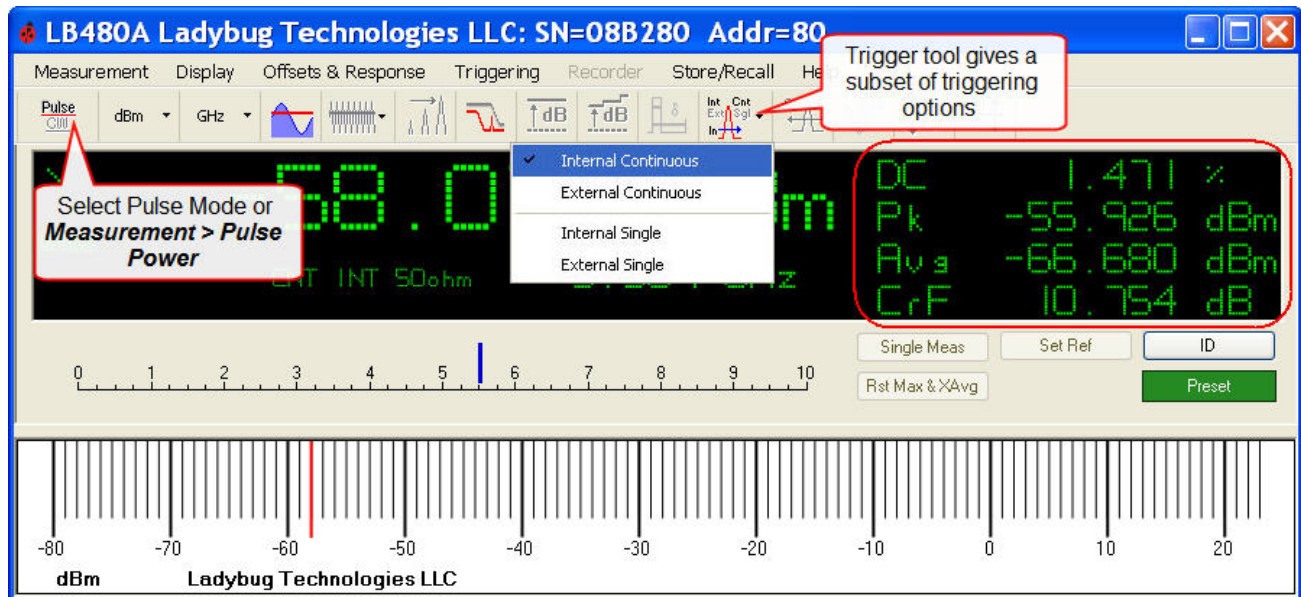 LB480A Ladybug Technologies LLC: SN=08B280 Addr=80
Trigger tool gives a
subset of triggering
options
Measurement Display Offsets & Response Triggering Recorder Store/Recall
Pulse
CW
dBm GHz
dB dB
δ
Int Cnt
Ext Sgl
In
Internal Continuous
External Continuous
Internal Single
External Single
Select Pulse Mode or
Measurement > Pulse
Power
58.0
INT 50ohm
DC 1.471 %
Pk -55.926 dBm
Avg -66.680 dBm
CrF 10.754 dB
Single Meas Set Ref ID
Rst Max & XAvg Preset
0 1 2 3 4 5 6 7 8 9 10
-80 -70 -60 -50 -40 -30 -20 -10 0 10 20
dBm Ladybug Technologies LLC